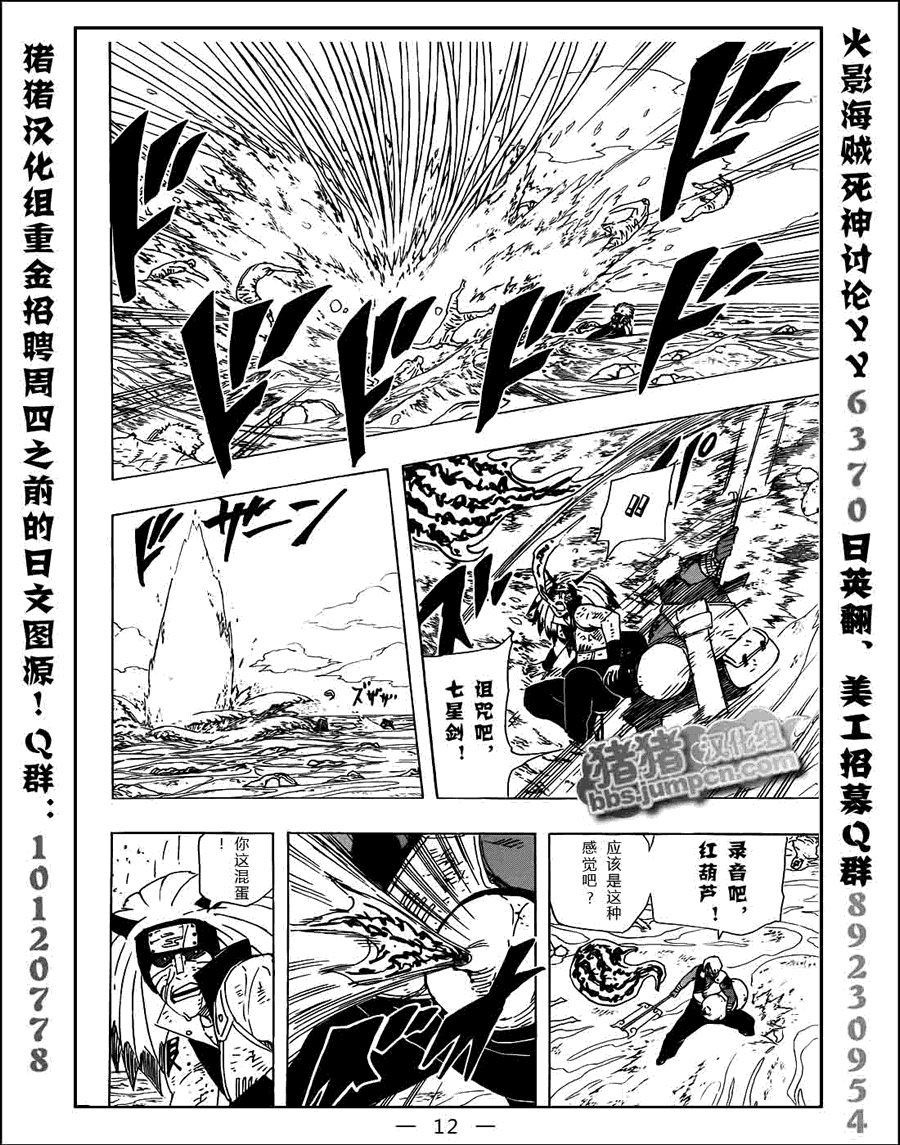 火影海贼死神讨论YY6370日英翻、美工招募Q群892309 54
猪猪汉化组重金招聘周四之前的日文图源！Q群：10120778
ドドドドドド
パ
!!
诅咒吧，
七星剑！
ド
ザーニン
ズザザ
猪猪汉化组
bbs.jumpcn.com
录音吧，
红葫芦！
应该是这种
感觉吧？
你这混蛋
！
— 12 —